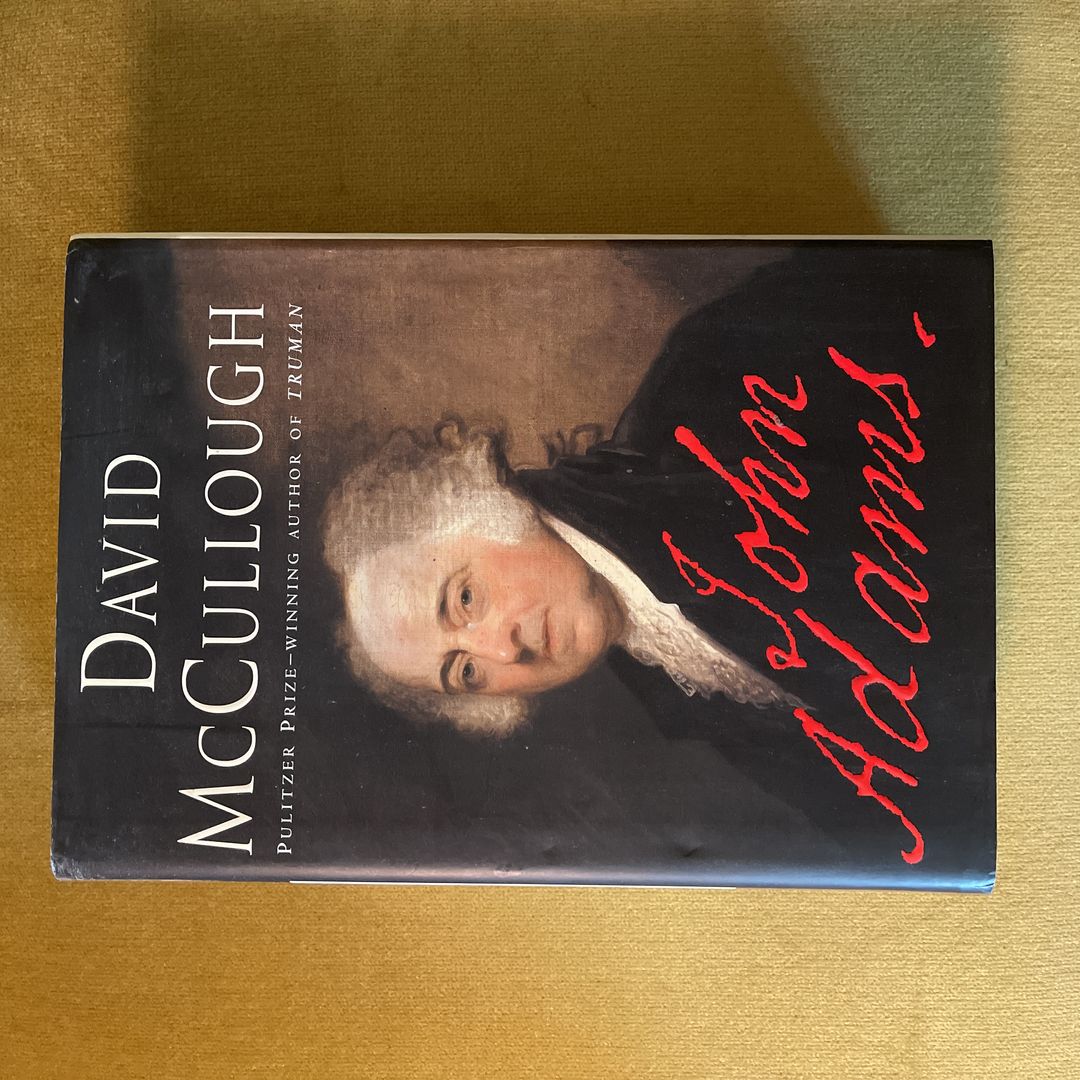 DAVID
MCCULLOUGH
PULITZER PRIZE–WINNING AUTHOR OF TRUMAN
John
Adams.